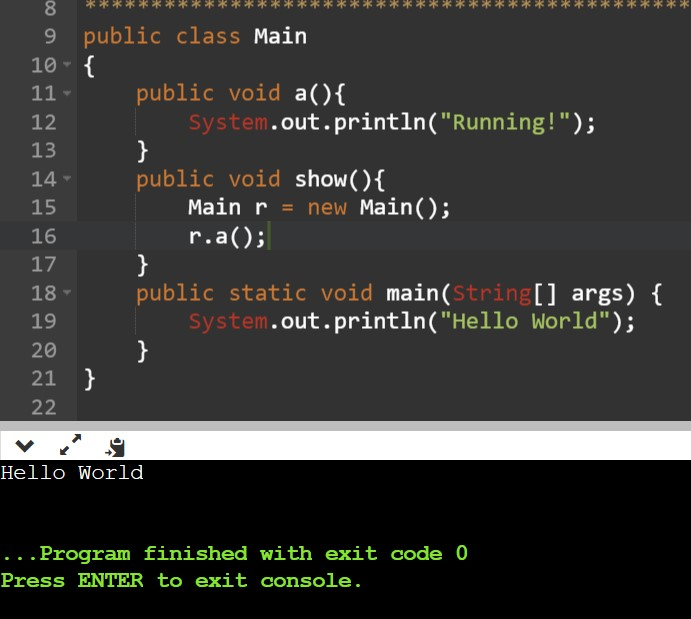 8 **********************************************
9 public class Main
10 {
11 public void a(){
12 System.out.println("Running!");
13 }
14 public void show(){
15 Main r = new Main();
16 r.a();
17 }
18 public static void main(String[] args) {
19 System.out.println("Hello World");
20 }
21 }
22
Hello World
...Program finished with exit code 0
Press ENTER to exit console.